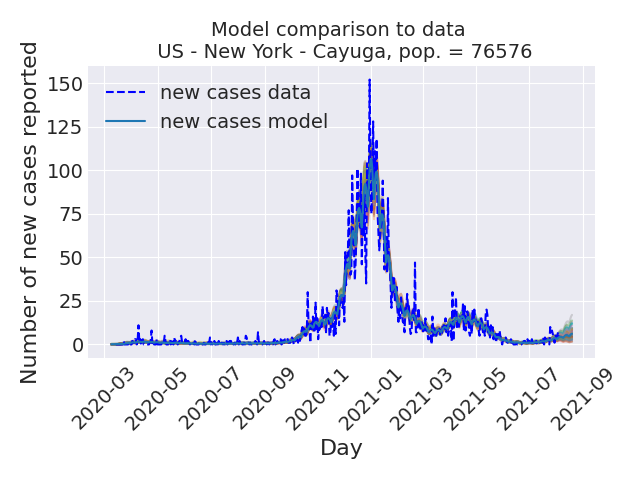 Model comparison to data
US - New York - Cayuga, pop. = 76576
Number of new cases reported
150
125
100
75
50
25
0
new cases data
new cases model
2020-03
2020-05
2020-07
2020-09
2020-11
2021-01
2021-03
2021-05
2021-07
2021-09
Day